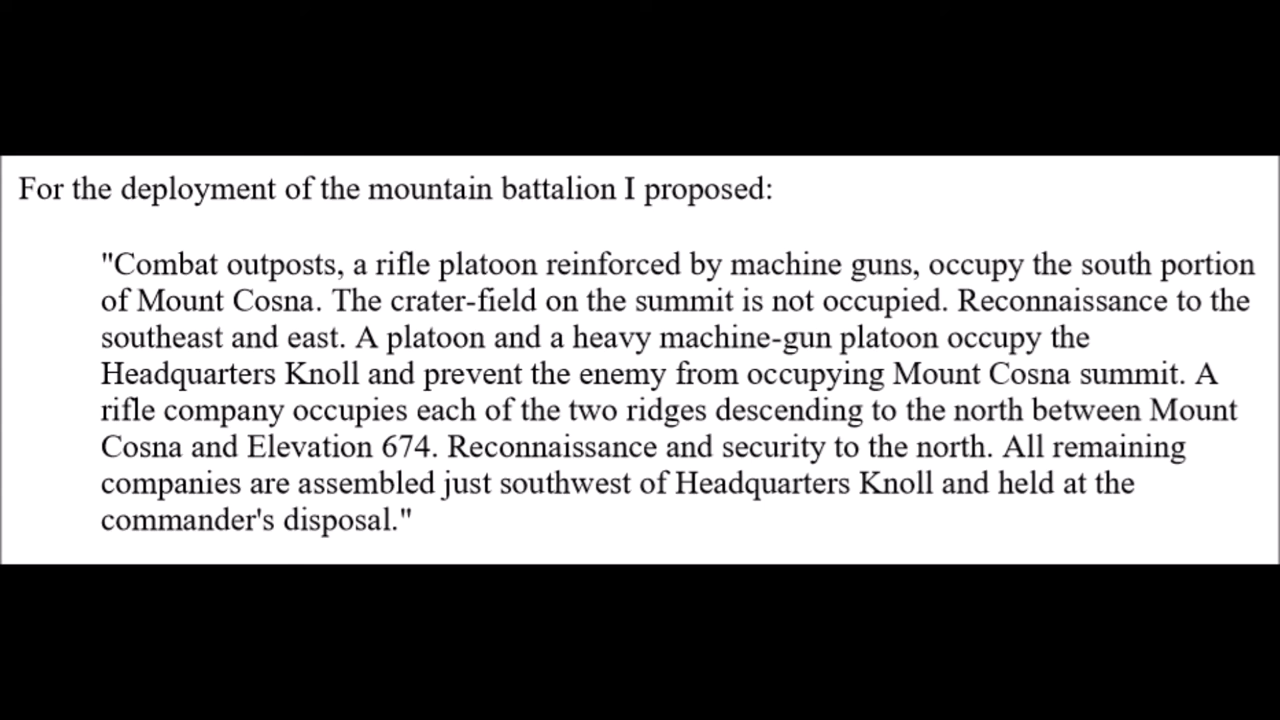 For the deployment of the mountain battalion I proposed:
"Combat outposts, a rifle platoon reinforced by machine guns, occupy the south portion
of Mount Cosna. The crater-field on the summit is not occupied. Reconnaissance to the
southeast and east. A platoon and a heavy machine-gun platoon occupy the
Headquarters Knoll and prevent the enemy from occupying Mount Cosna summit. A
rifle company occupies each of the two ridges descending to the north between Mount
Cosna and Elevation 674. Reconnaissance and security to the north. All remaining
companies are assembled just southwest of Headquarters Knoll and held at the
commander's disposal."